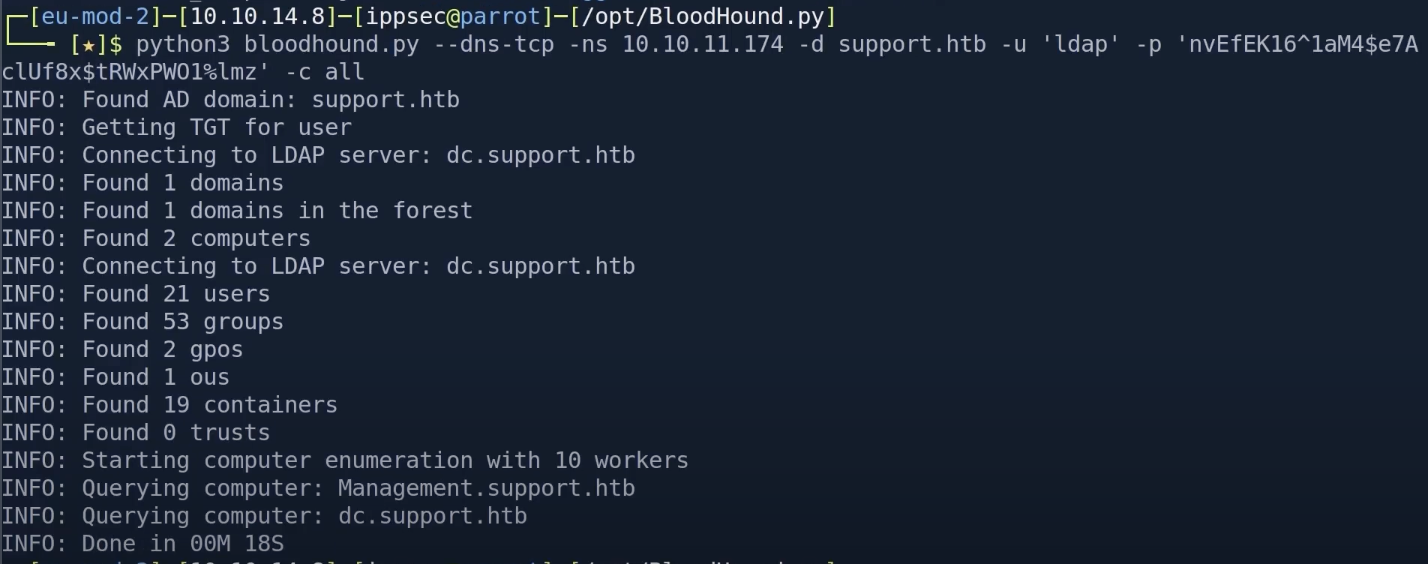 ┌─[eu-mod-2]─[10.10.14.8]─[ippsec@parrot]─[/opt/BloodHound.py]
└──╼ [★]$ python3 bloodhound.py --dns-tcp -ns 10.10.11.174 -d support.htb -u 'ldap' -p 'nvEfEK16^1aM4$e7A
clUf8x$tRWxPWO1%lmz' -c all
INFO: Found AD domain: support.htb
INFO: Getting TGT for user
INFO: Connecting to LDAP server: dc.support.htb
INFO: Found 1 domains
INFO: Found 1 domains in the forest
INFO: Found 2 computers
INFO: Connecting to LDAP server: dc.support.htb
INFO: Found 21 users
INFO: Found 53 groups
INFO: Found 2 gpos
INFO: Found 1 ous
INFO: Found 19 containers
INFO: Found 0 trusts
INFO: Starting computer enumeration with 10 workers
INFO: Querying computer: Management.support.htb
INFO: Querying computer: dc.support.htb
INFO: Done in 00M 18S